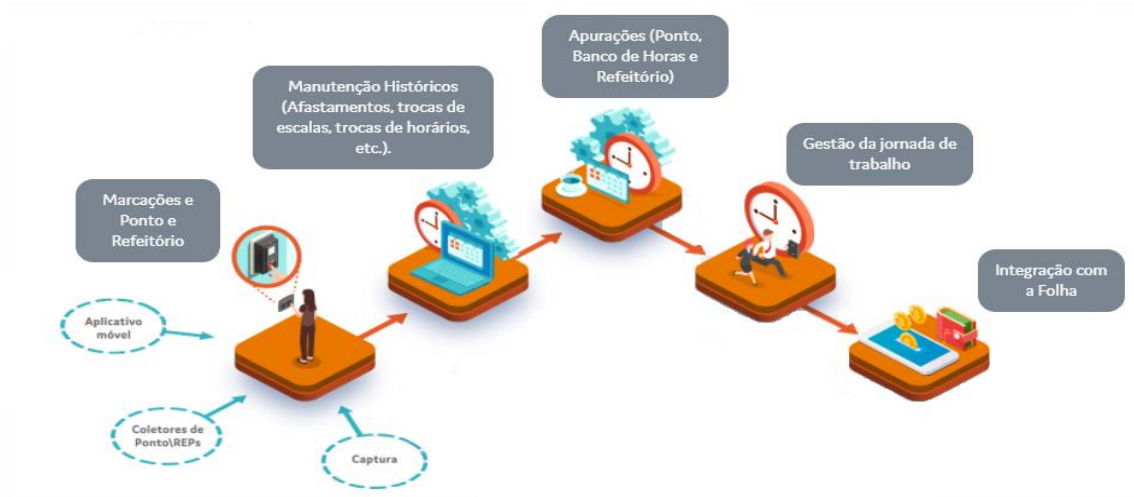 Apurações (Ponto,
Banco de Horas e
Refeitório)
Manutenção Históricos
(Afastamentos, trocas de
escalas, trocas de horários,
etc.).
Gestão da jornada de
trabalho
Marcações e
Ponto e
Refeitório
Integração com
a Folha
Aplicativo
móvel
Coletores de
Ponto\REPs
Captura